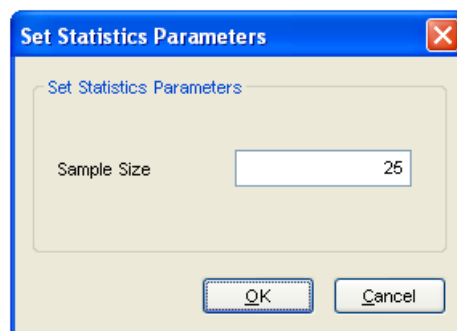 Set Statistics Parameters
Set Statistics Parameters
Sample Size 25
OK Cancel